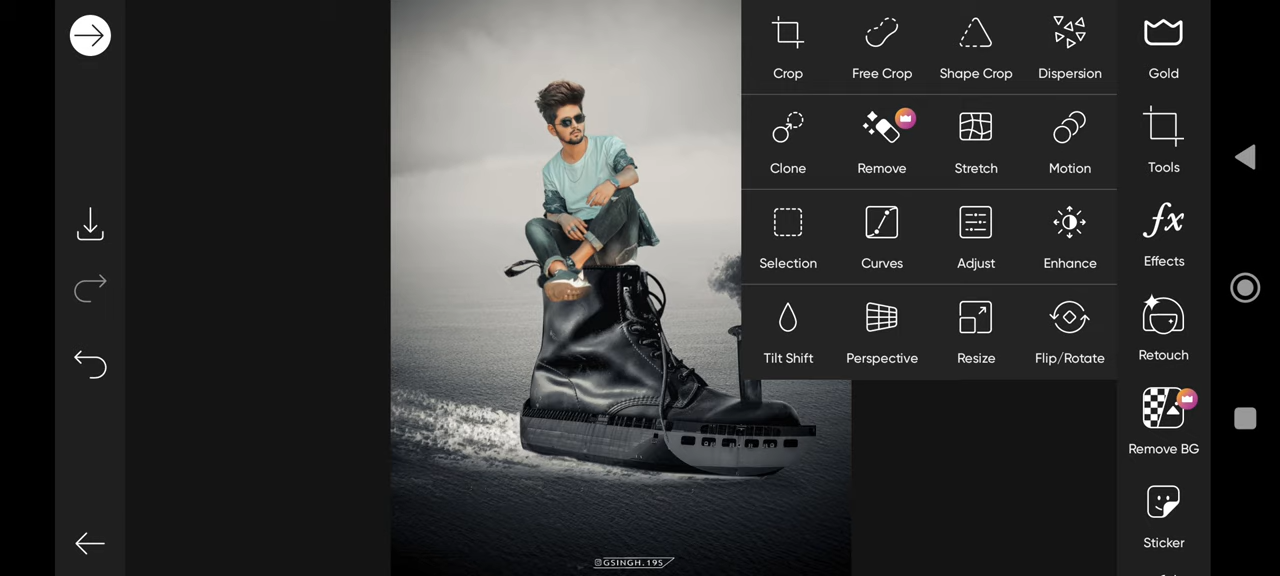 Crop
Free Crop
Shape Crop
Dispersion
Gold
Clone
Remove
Stretch
Motion
Tools
Selection
Curves
Adjust
Enhance
fx
Effects
Tilt Shift
Perspective
Resize
Flip/Rotate
Retouch
Remove BG
Sticker
GSINGH.195